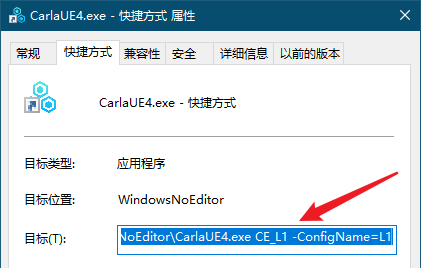 CarlaUE4.exe - 快捷方式 属性
常规 快捷方式 兼容性 安全 详细信息 以前的版本
CarlaUE4.exe - 快捷方式
目标类型: 应用程序
目标位置: WindowsNoEditor
目标(T): NoEditor\CarlaUE4.exe CE_L1 -ConfigName=L1